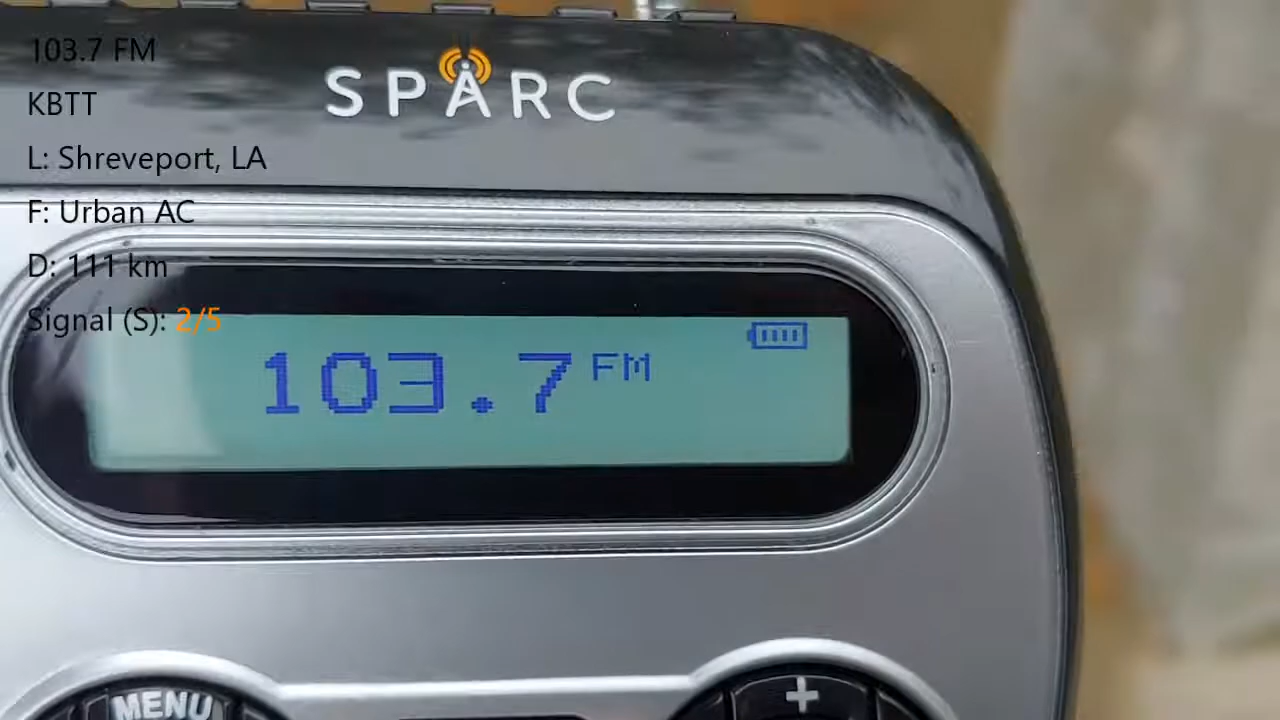 103.7 FM
KBTT
L: Shreveport, LA
F: Urban AC
D: 111 km
Signal (S): 2/5
SPARC
103.7 FM
MENU
+